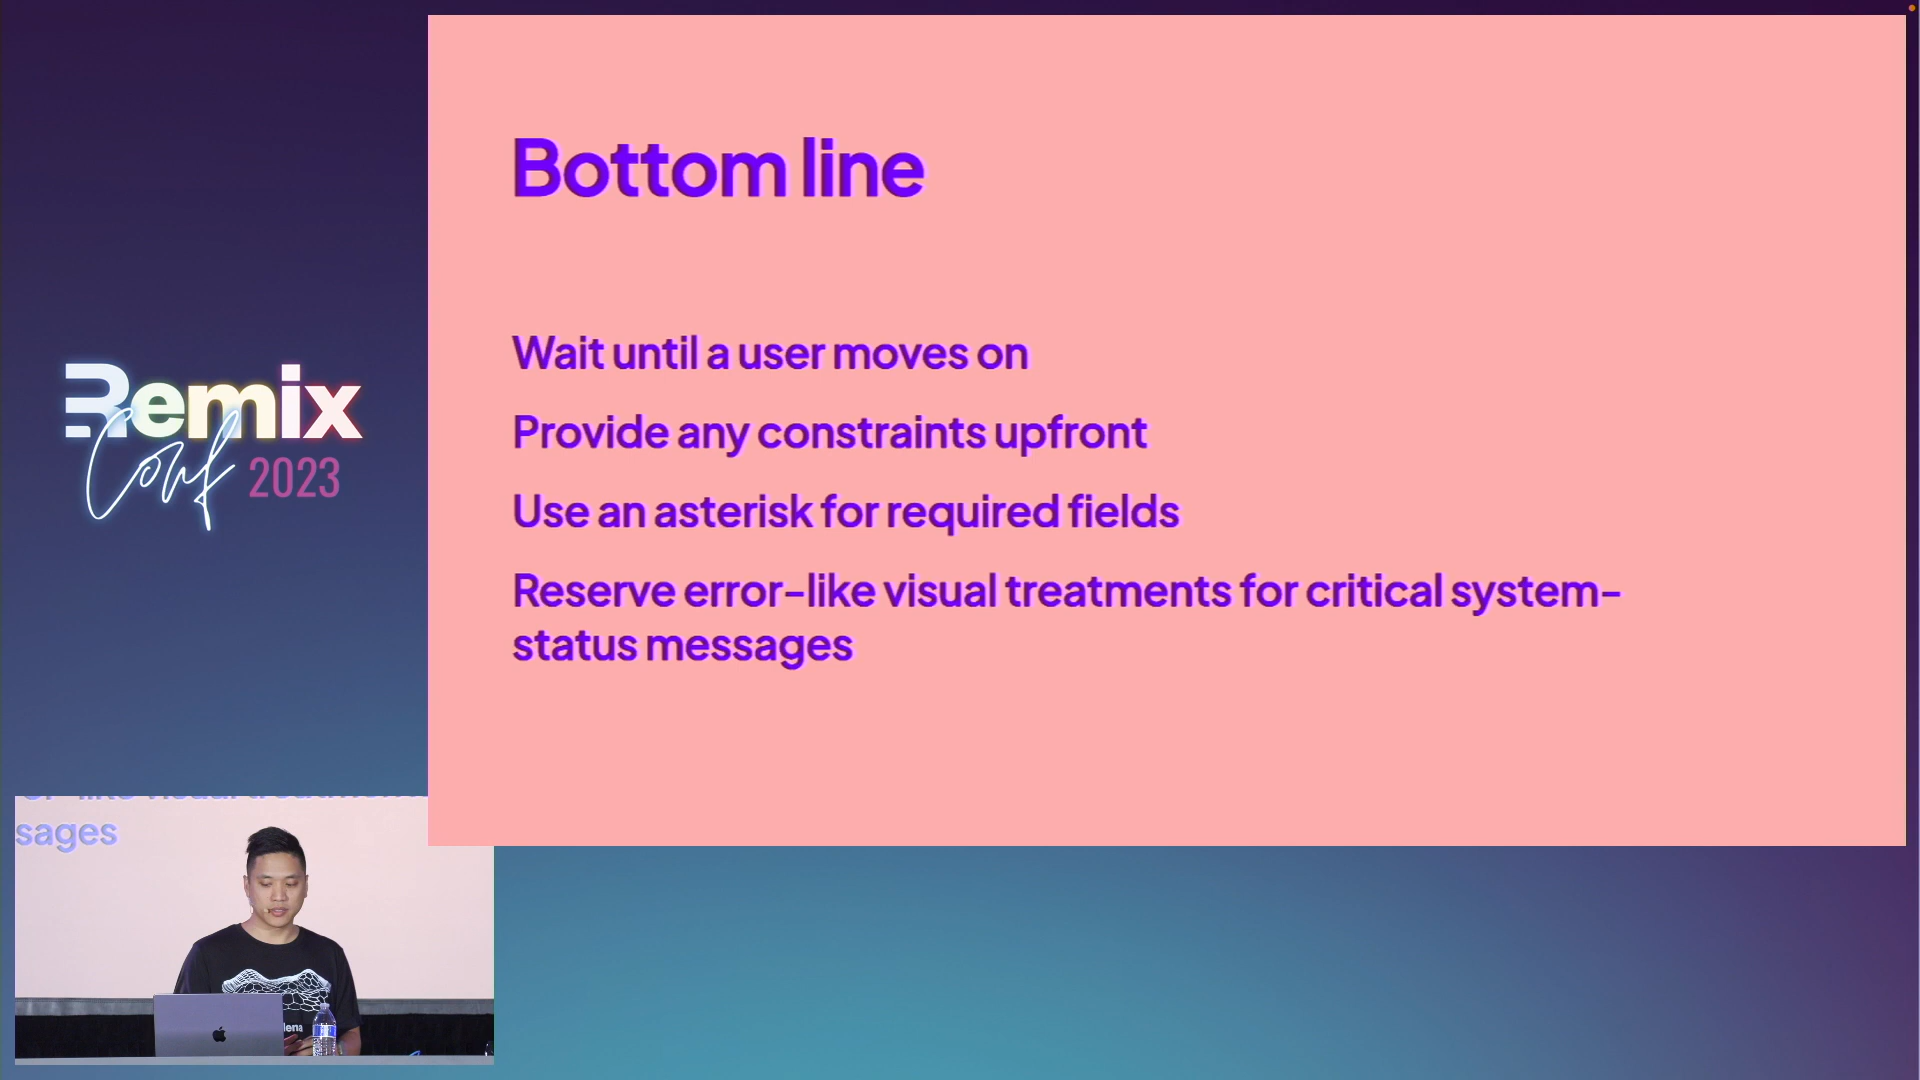 Remix
Conf 2023
Bottom line
Wait until a user moves on
Provide any constraints upfront
Use an asterisk for required fields
Reserve error-like visual treatments for critical system-
status messages
sages
lena